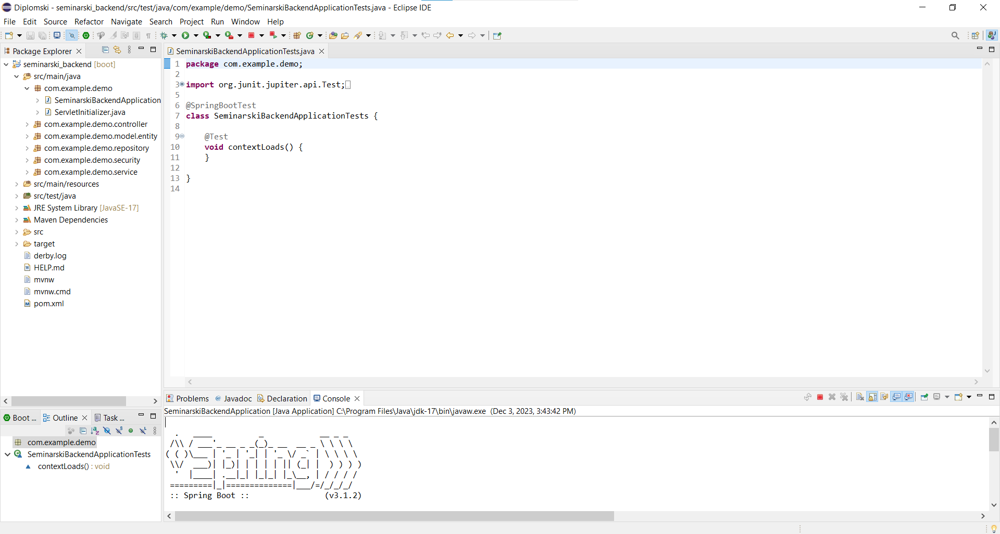 Diplomski - seminarski_backend/src/test/java/com/example/demo/SeminarskiBackendApplicationTests.java - Eclipse IDE
File Edit Source Refactor Navigate Search Project Run Window Help
Package Explorer
seminarski_backend [boot]
src/main/java
com.example.demo
SeminarskiBackendApplication
ServletInitializer.java
com.example.demo.controller
com.example.demo.model.entity
com.example.demo.repository
com.example.demo.security
com.example.demo.service
src/main/resources
src/test/java
JRE System Library [JavaSE-17]
Maven Dependencies
src
target
derby.log
HELP.md
mvnw
mvnw.cmd
pom.xml
Boot ... Outline Task ...
com.example.demo
SeminarskiBackendApplicationTests
contextLoads() : void
SeminarskiBackendApplicationTests.java
1 package com.example.demo;
2
3 import org.junit.jupiter.api.Test;
5
6 @SpringBootTest
7 class SeminarskiBackendApplicationTests {
8
9 @Test
10 void contextLoads() {
11 }
12
13 }
14
Problems @ Javadoc Declaration Console
SeminarskiBackendApplication [Java Application] C:\Program Files\Java\jdk-17\bin\javaw.exe (Dec 3, 2023, 3:43:42 PM)
  .   ____          _            __ _ _
 /\\ / ___'_ __ _ _(_)_ __  __ _ \ \ \ \
( ( )\___ | '_ | '_| | '_ \/ _` | \ \ \ \
 \\/  ___)| |_)| | | | | || (_| |  ) ) ) )
  '  |____| .__|_| |_|_| |_\__, | / / / /
 =========|_|==============|___/=/_/_/_/
 :: Spring Boot ::                (v3.1.2)